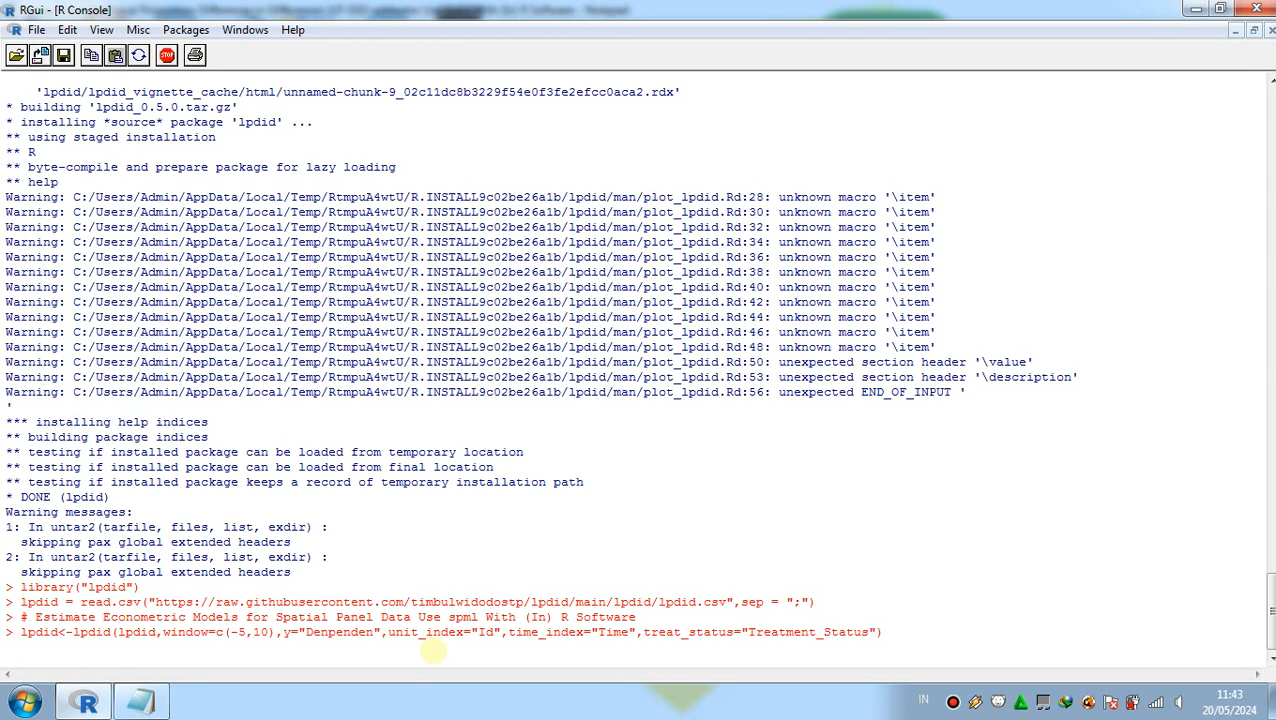 RGui - [R Console]
File Edit View Misc Packages Windows Help
STOP
'lpdid/lpdid_vignette_cache/html/unnamed-chunk-9_02c11dc8b3229f54e0f3fe2efcc0aca2.rdx'
* building 'lpdid_0.5.0.tar.gz'
* installing *source* package 'lpdid' ...
** using staged installation
** R
** byte-compile and prepare package for lazy loading
** help
Warning: C:/Users/Admin/AppData/Local/Temp/RtmpuA4wtU/R.INSTALL9c02be26a1b/lpdid/man/plot_lpdid.Rd:28: unknown macro '\item'
Warning: C:/Users/Admin/AppData/Local/Temp/RtmpuA4wtU/R.INSTALL9c02be26a1b/lpdid/man/plot_lpdid.Rd:30: unknown macro '\item'
Warning: C:/Users/Admin/AppData/Local/Temp/RtmpuA4wtU/R.INSTALL9c02be26a1b/lpdid/man/plot_lpdid.Rd:32: unknown macro '\item'
Warning: C:/Users/Admin/AppData/Local/Temp/RtmpuA4wtU/R.INSTALL9c02be26a1b/lpdid/man/plot_lpdid.Rd:34: unknown macro '\item'
Warning: C:/Users/Admin/AppData/Local/Temp/RtmpuA4wtU/R.INSTALL9c02be26a1b/lpdid/man/plot_lpdid.Rd:36: unknown macro '\item'
Warning: C:/Users/Admin/AppData/Local/Temp/RtmpuA4wtU/R.INSTALL9c02be26a1b/lpdid/man/plot_lpdid.Rd:38: unknown macro '\item'
Warning: C:/Users/Admin/AppData/Local/Temp/RtmpuA4wtU/R.INSTALL9c02be26a1b/lpdid/man/plot_lpdid.Rd:40: unknown macro '\item'
Warning: C:/Users/Admin/AppData/Local/Temp/RtmpuA4wtU/R.INSTALL9c02be26a1b/lpdid/man/plot_lpdid.Rd:42: unknown macro '\item'
Warning: C:/Users/Admin/AppData/Local/Temp/RtmpuA4wtU/R.INSTALL9c02be26a1b/lpdid/man/plot_lpdid.Rd:44: unknown macro '\item'
Warning: C:/Users/Admin/AppData/Local/Temp/RtmpuA4wtU/R.INSTALL9c02be26a1b/lpdid/man/plot_lpdid.Rd:46: unknown macro '\item'
Warning: C:/Users/Admin/AppData/Local/Temp/RtmpuA4wtU/R.INSTALL9c02be26a1b/lpdid/man/plot_lpdid.Rd:48: unknown macro '\item'
Warning: C:/Users/Admin/AppData/Local/Temp/RtmpuA4wtU/R.INSTALL9c02be26a1b/lpdid/man/plot_lpdid.Rd:50: unexpected section header '\value'
Warning: C:/Users/Admin/AppData/Local/Temp/RtmpuA4wtU/R.INSTALL9c02be26a1b/lpdid/man/plot_lpdid.Rd:53: unexpected section header '\description'
Warning: C:/Users/Admin/AppData/Local/Temp/RtmpuA4wtU/R.INSTALL9c02be26a1b/lpdid/man/plot_lpdid.Rd:56: unexpected END_OF_INPUT '
'
*** installing help indices
** building package indices
** testing if installed package can be loaded from temporary location
** testing if installed package can be loaded from final location
** testing if installed package keeps a record of temporary installation path
* DONE (lpdid)
Warning messages:
1: In untar2(tarfile, files, list, exdir) :
skipping pax global extended headers
2: In untar2(tarfile, files, list, exdir) :
skipping pax global extended headers
> library("lpdid")
> lpdid = read.csv("https://raw.githubusercontent.com/timbulwidodostp/lpdid/main/lpdid/lpdid.csv",sep = ";")
> # Estimate Econometric Models for Spatial Panel Data Use spml With (In) R Software
> lpdid<-lpdid(lpdid,window=c(-5,10),y="Denpenden",unit_index="Id",time_index="Time",treat_status="Treatment_Status")
IN
11:43
20/05/2024